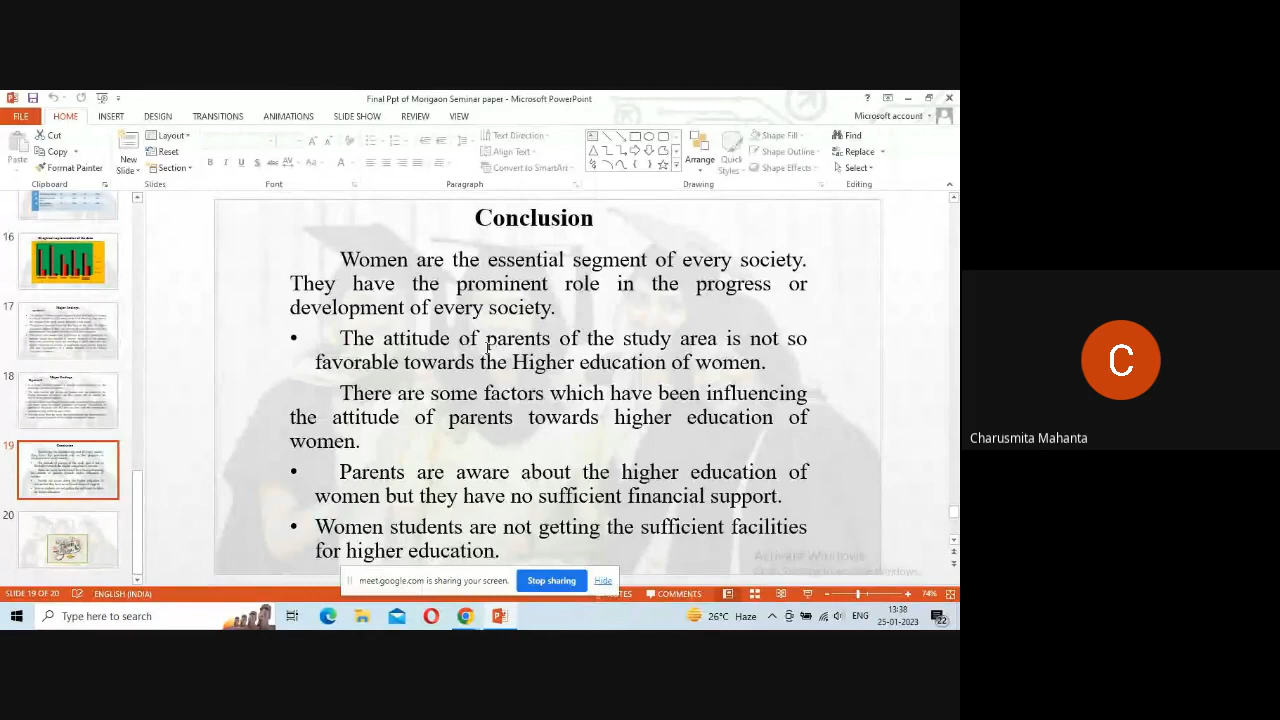 Final Ppt of Morigaon Seminar paper - Microsoft PowerPoint
FILE HOME INSERT DESIGN TRANSITIONS ANIMATIONS SLIDE SHOW REVIEW VIEW Microsoft account
Cut
Copy
Format Painter
Paste
Clipboard
New Slide
Layout
Reset
Section
Slides
Font
Text Direction
Align Text
Convert to SmartArt
Paragraph
Arrange
Quick Styles
Shape Fill
Shape Outline
Shape Effects
Drawing
Find
Replace
Select
Editing
16
17
18
19
20
Conclusion
Women are the essential segment of every society.
They have the prominent role in the progress or
development of every society.
• The attitude of parents of the study area is not so
favorable towards the Higher education of women.
There are some factors which have been influencing
the attitude of parents towards higher education of
women.
• Parents are aware about the higher education of
women but they have no sufficient financial support.
• Women students are not getting the sufficient facilities
for higher education.
Activate Windows
meet.google.com is sharing your screen. Stop sharing Hide
SLIDE 19 OF 20 ENGLISH (INDIA) COMMENTS 74%
Type here to search
26°C Haze ENG 13:38
25-01-2023
22
C
Charusmita Mahanta